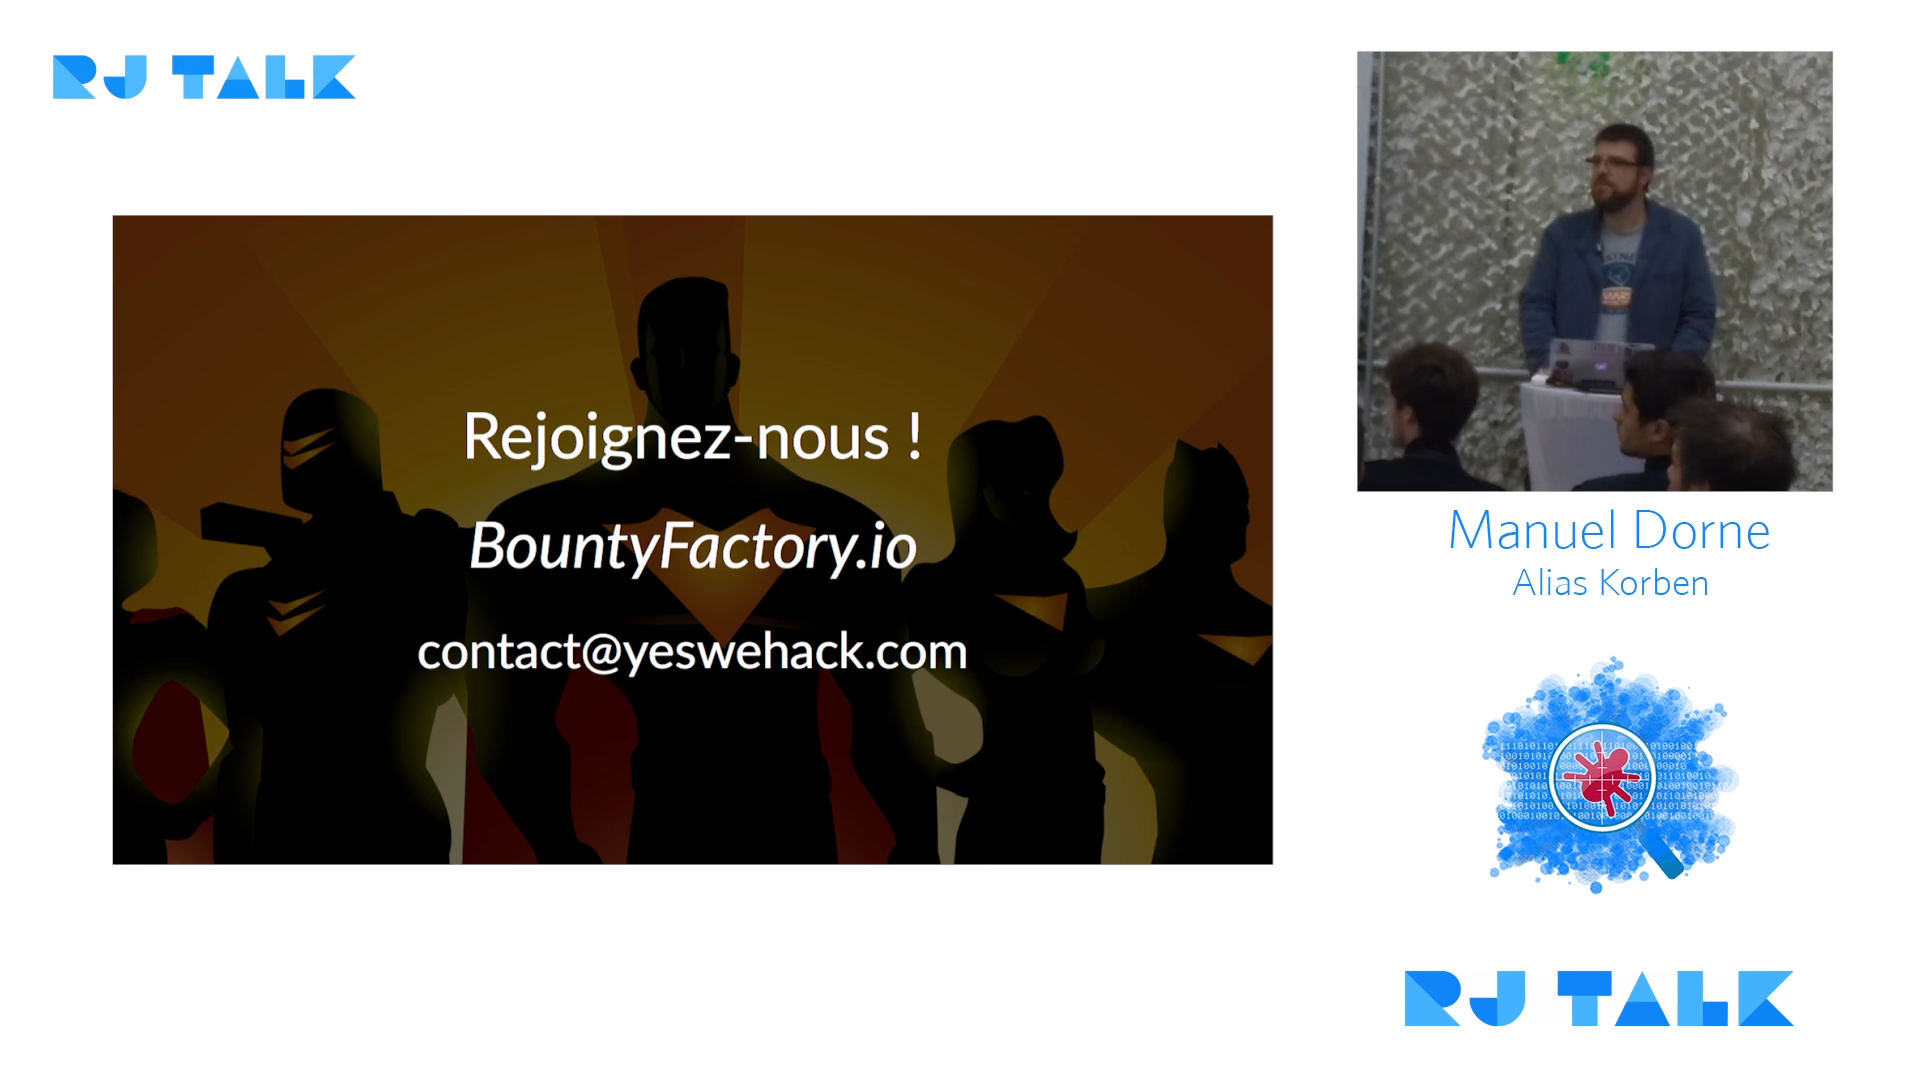 RJ TALK
Rejoignez-nous !
BountyFactory.io
contact@yeswehack.com
Manuel Dorne
Alias Korben
RJ TALK